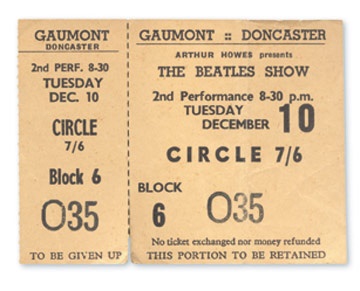 GAUMONT
DONCASTER
2nd PERF. 8-30
TUESDAY
DEC. 10
CIRCLE
7/6
Block 6
O35
TO BE GIVEN UP
GAUMONT :: DONCASTER
ARTHUR HOWES presents
THE BEATLES SHOW
2nd Performance 8-30 p.m.
TUESDAY
DECEMBER 10
CIRCLE 7/6
BLOCK
6 O35
No ticket exchanged nor money refunded
THIS PORTION TO BE RETAINED